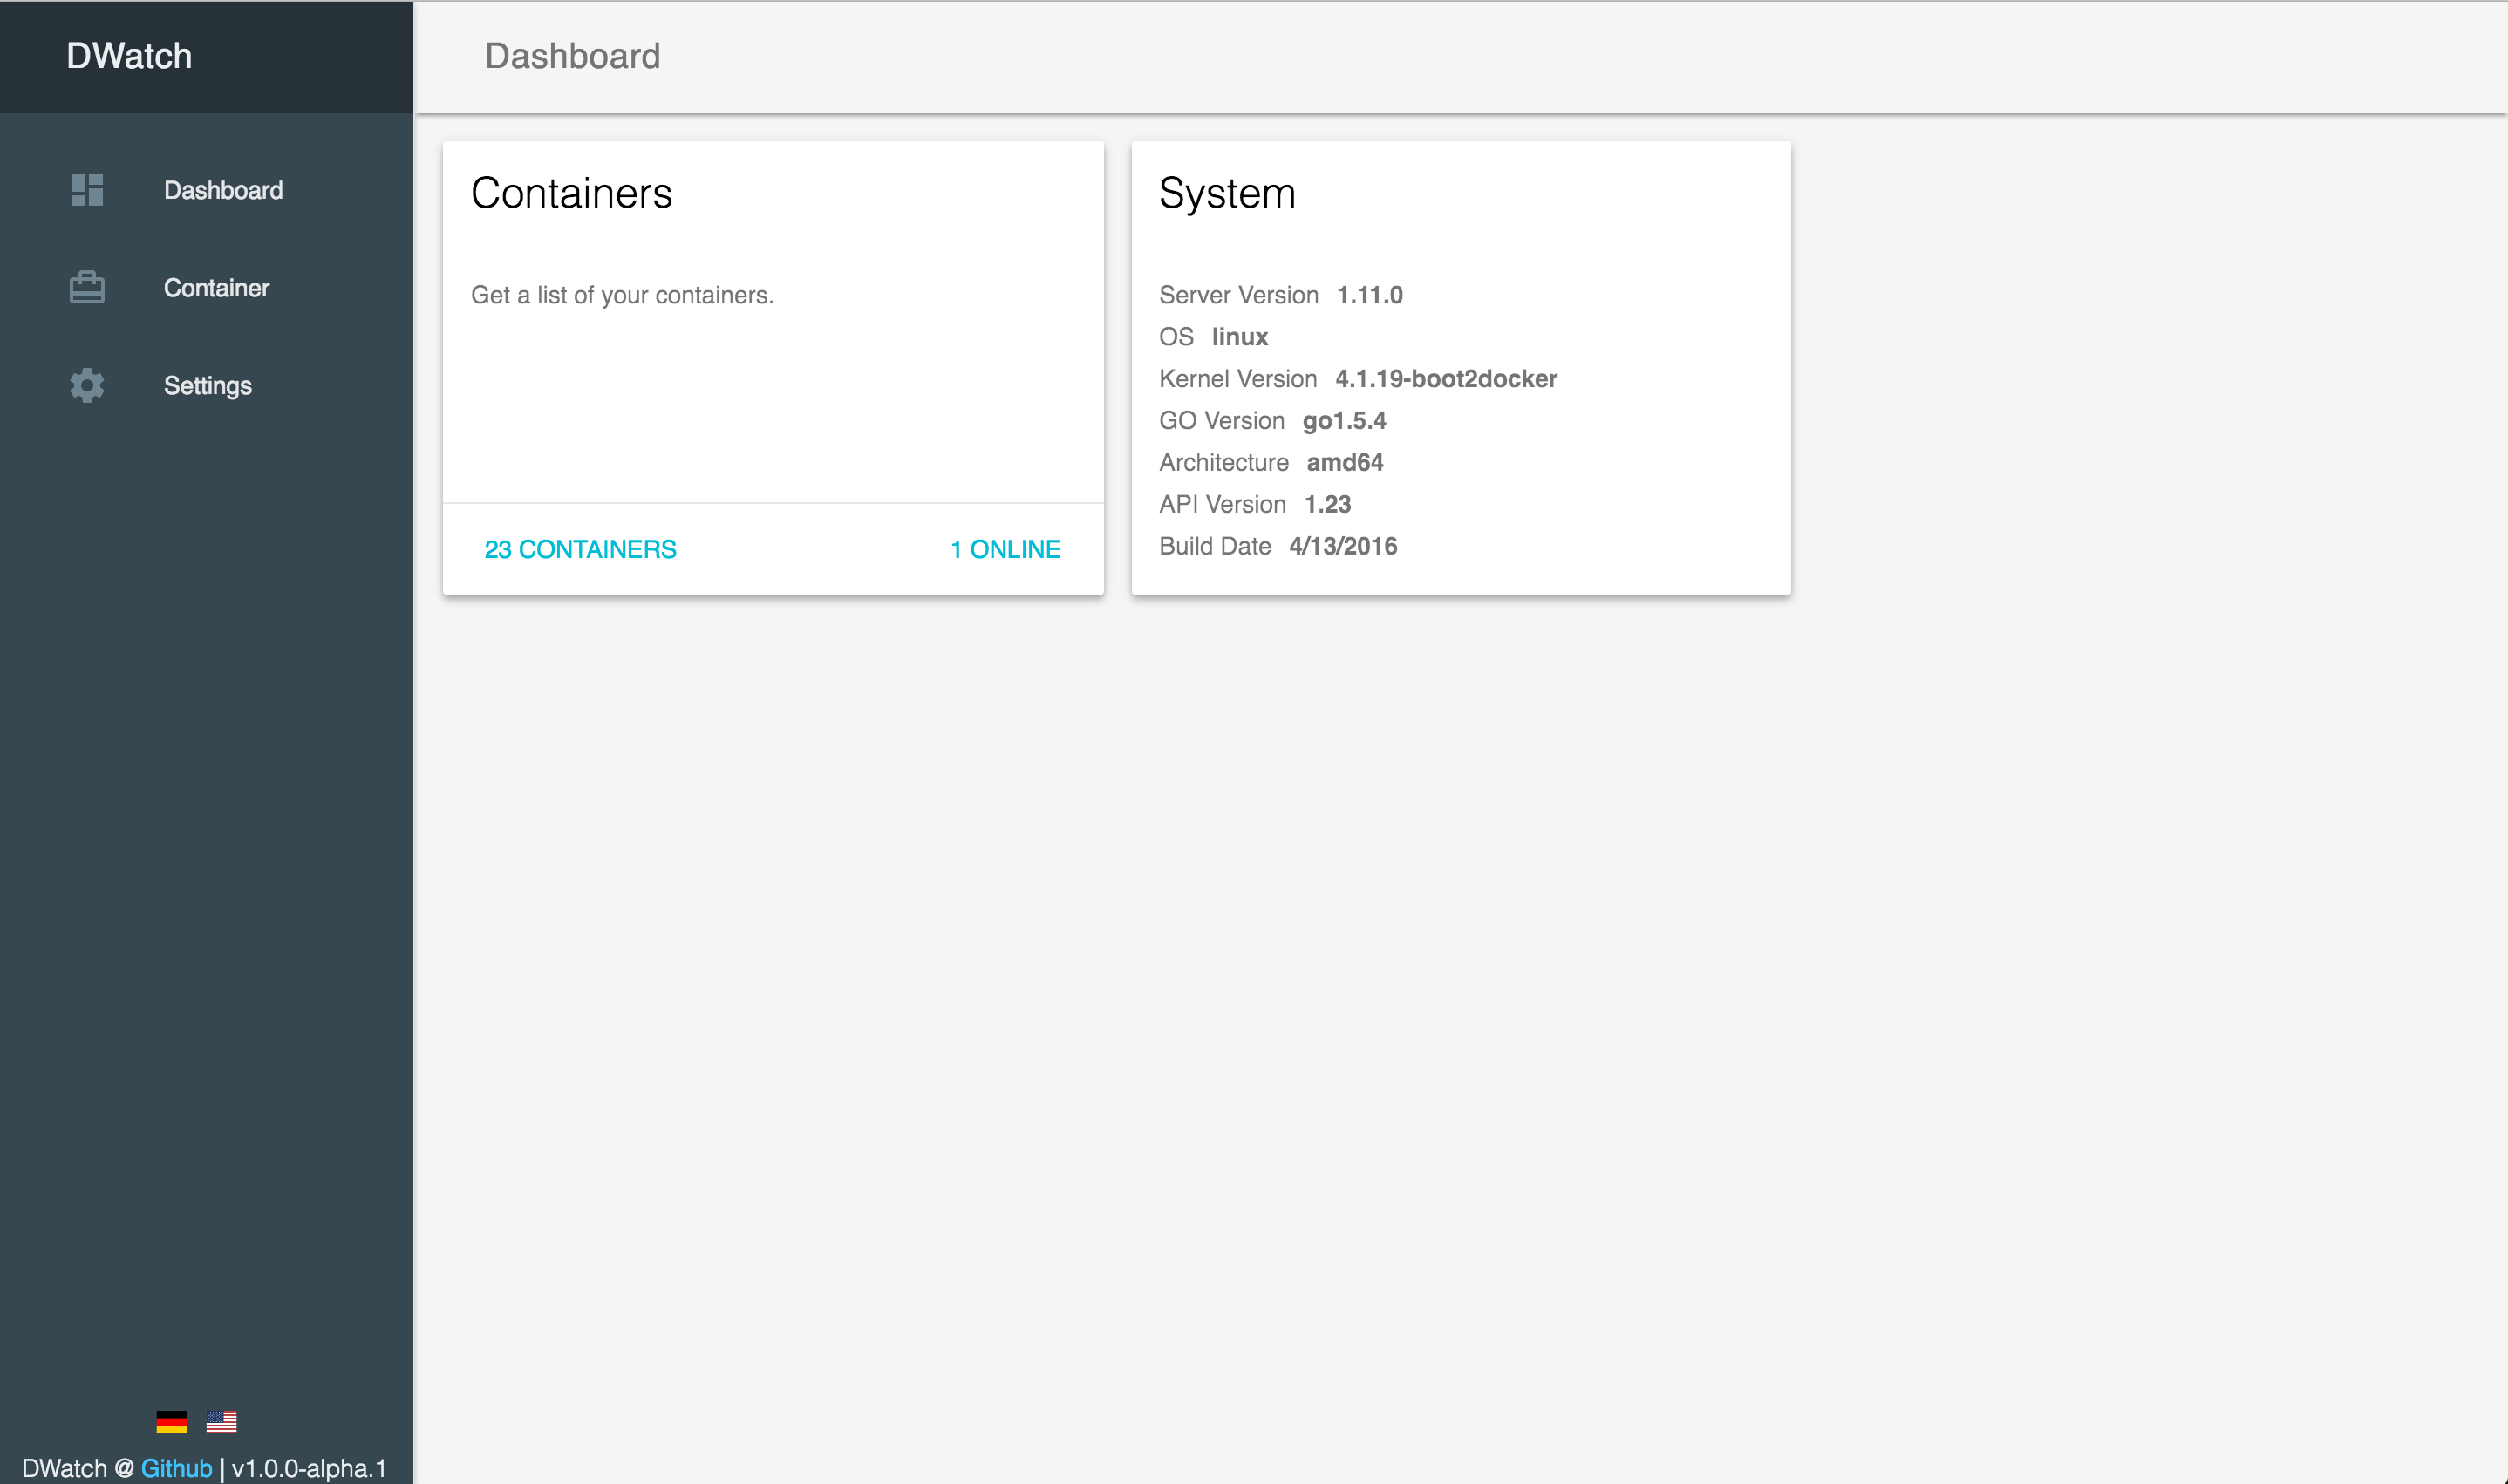 DWatch
Dashboard
Dashboard
Container
Settings
Containers
Get a list of your containers.
23 CONTAINERS
1 ONLINE
System
Server Version 1.11.0
OS linux
Kernel Version 4.1.19-boot2docker
GO Version go1.5.4
Architecture amd64
API Version 1.23
Build Date 4/13/2016
DWatch @ Github | v1.0.0-alpha.1